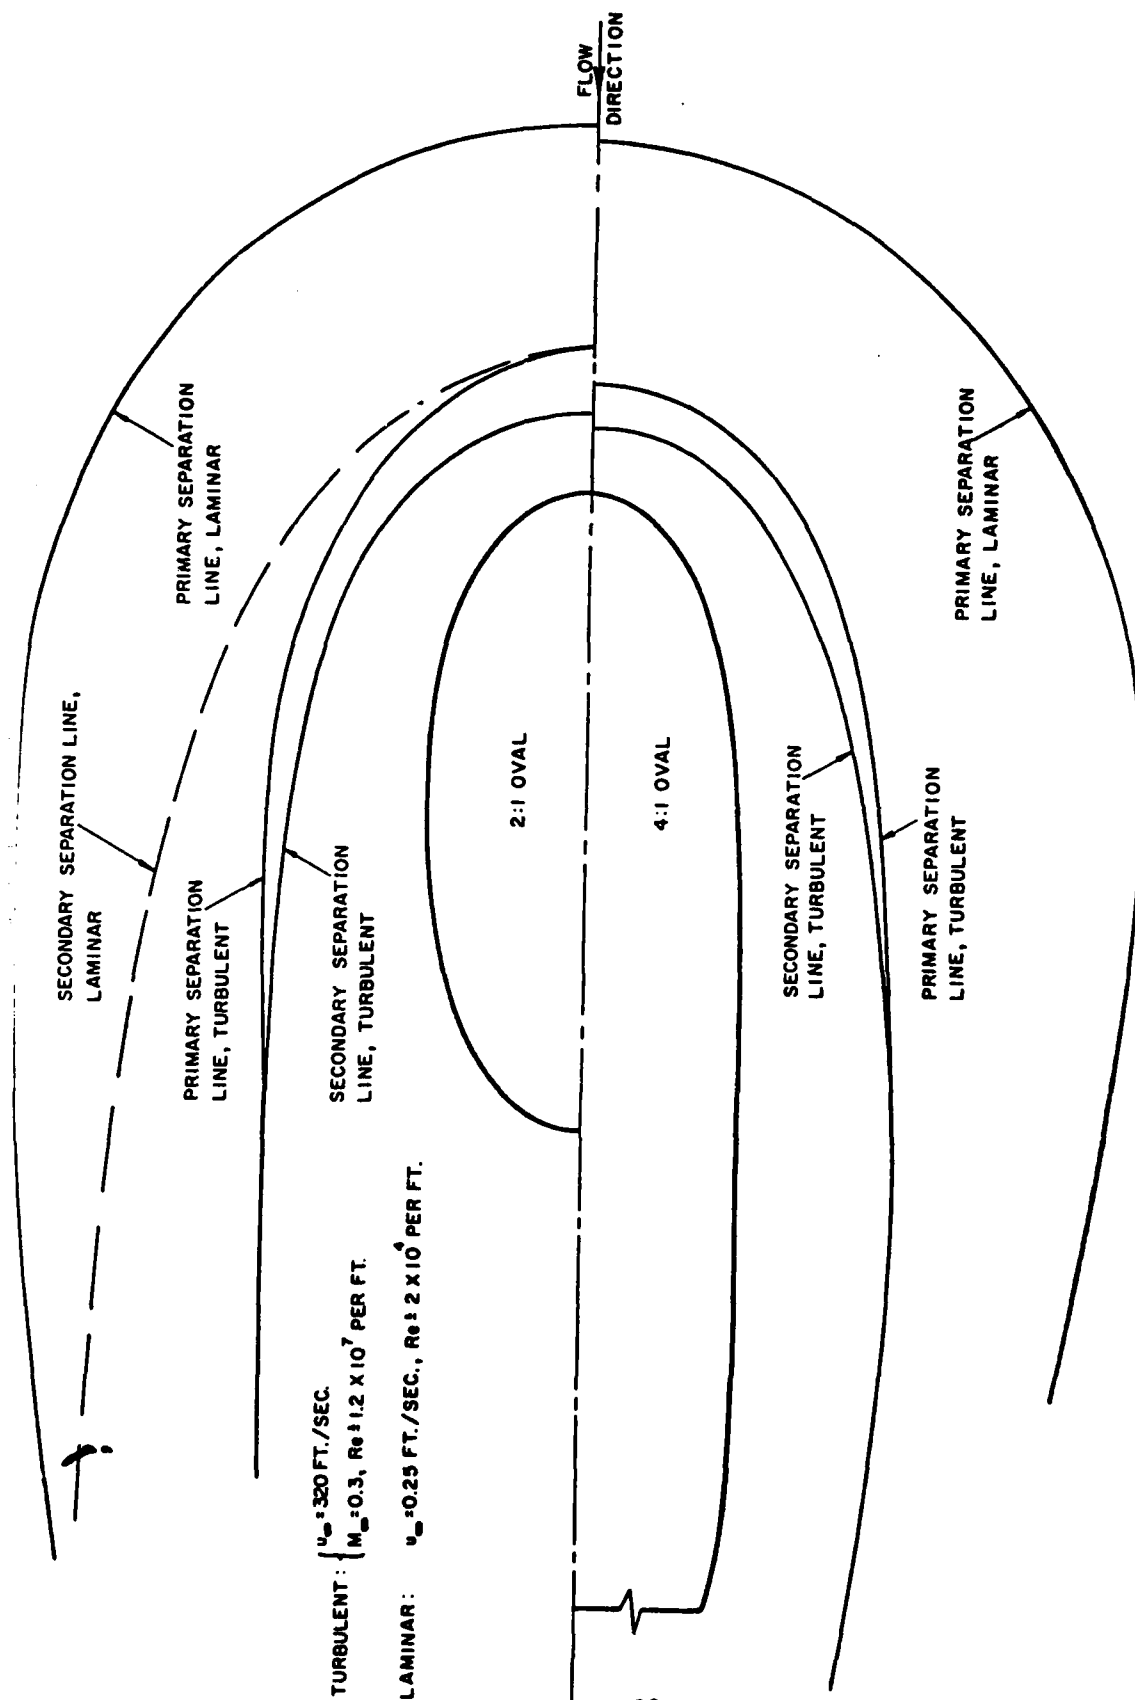 FLOW
DIRECTION
PRIMARY SEPARATION
LINE, LAMINAR
SECONDARY SEPARATION LINE,
LAMINAR
PRIMARY SEPARATION
LINE, TURBULENT
SECONDARY SEPARATION
LINE, TURBULENT
2:1 OVAL
4:1 OVAL
SECONDARY SEPARATION
LINE, TURBULENT
PRIMARY SEPARATION
LINE, TURBULENT
PRIMARY SEPARATION
LINE, LAMINAR
TURBULENT: { u∞ = 320 FT./SEC.
M∞ = 0.3, Re = 1.2 X 10⁷ PER FT.
LAMINAR: u∞ = 0.25 FT./SEC., Re = 2 X 10⁴ PER FT.